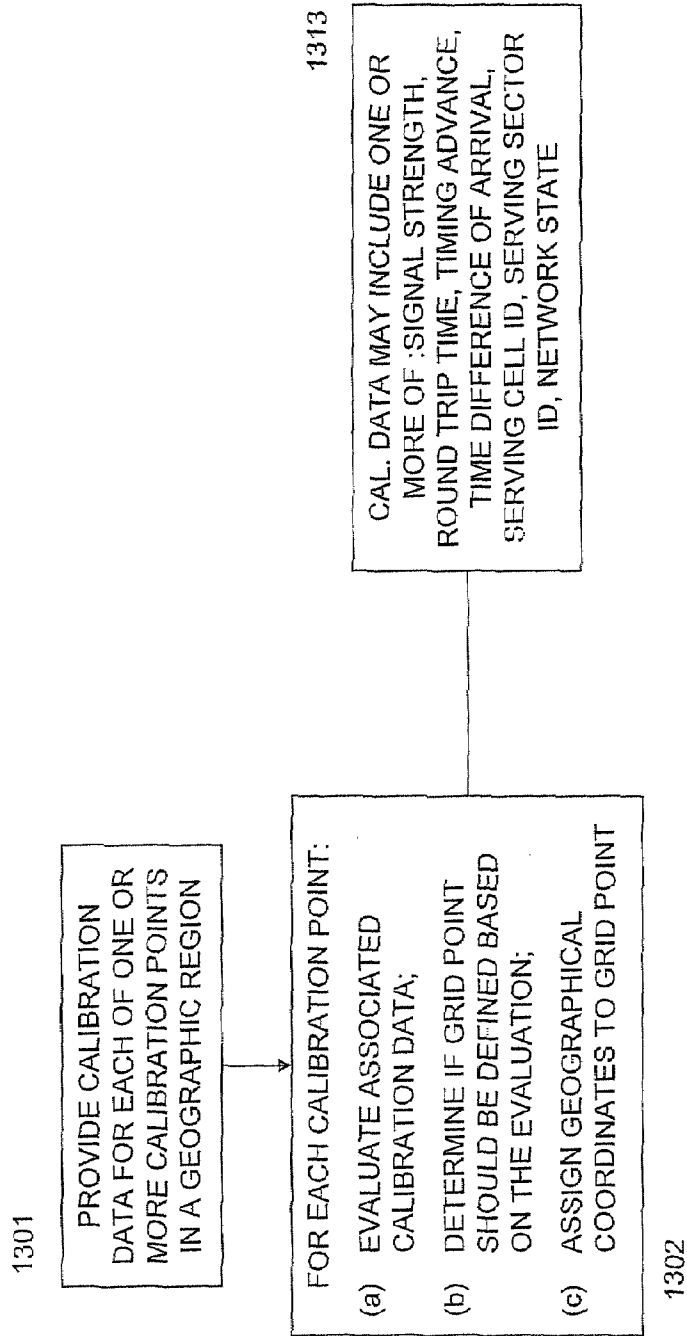 1301
PROVIDE CALIBRATION
DATA FOR EACH OF ONE OR
MORE CALIBRATION POINTS
IN A GEOGRAPHIC REGION
FOR EACH CALIBRATION POINT:
(a) EVALUATE ASSOCIATED
CALIBRATION DATA;
(b) DETERMINE IF GRID POINT
SHOULD BE DEFINED BASED
ON THE EVALUATION;
(c) ASSIGN GEOGRAPHICAL
COORDINATES TO GRID POINT
1302
1313
CAL. DATA MAY INCLUDE ONE OR
MORE OF :SIGNAL STRENGTH,
ROUND TRIP TIME, TIMING ADVANCE,
TIME DIFFERENCE OF ARRIVAL,
SERVING CELL ID, SERVING SECTOR
ID, NETWORK STATE